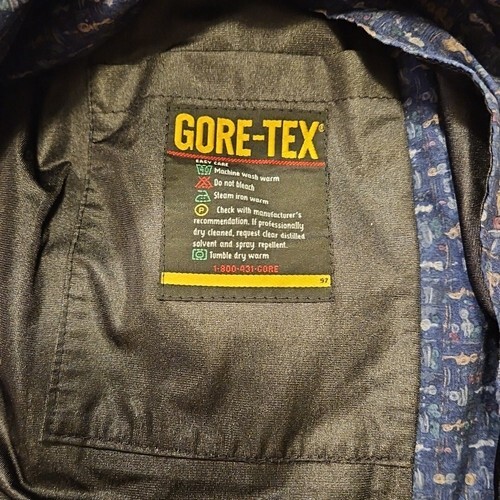 GORE-TEX®
EASY CARE
Machine wash warm
Do not bleach
Steam iron warm
P Check with manufacturer's
recommendation. If professionally
dry cleaned, request clear distilled
solvent and spray repellent.
Tumble dry warm
1-800-431-GORE
97